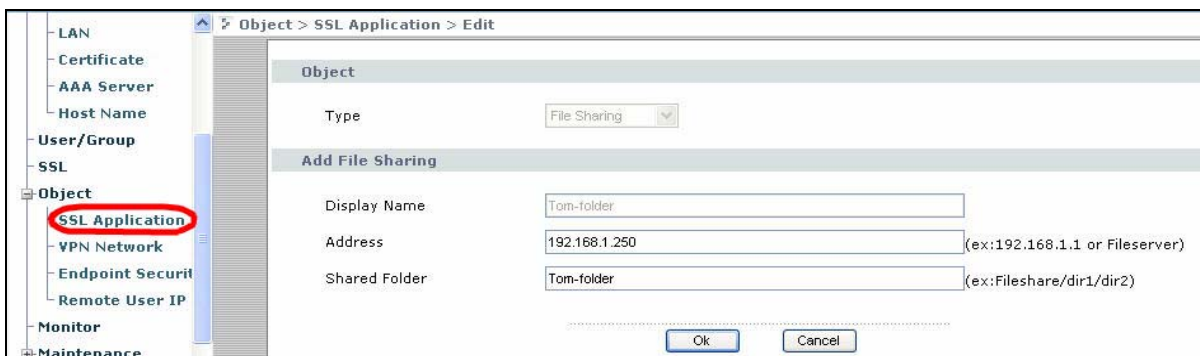 LAN
Certificate
AAA Server
Host Name
User/Group
SSL
Object
SSL Application
VPN Network
Endpoint Securit
Remote User IP
Monitor
Maintenance
Object > SSL Application > Edit
Object
Type File Sharing
Add File Sharing
Display Name Tom-folder
Address 192.168.1.250 (ex:192.168.1.1 or Fileserver)
Shared Folder Tom-folder (ex:Fileshare/dir1/dir2)
Ok Cancel